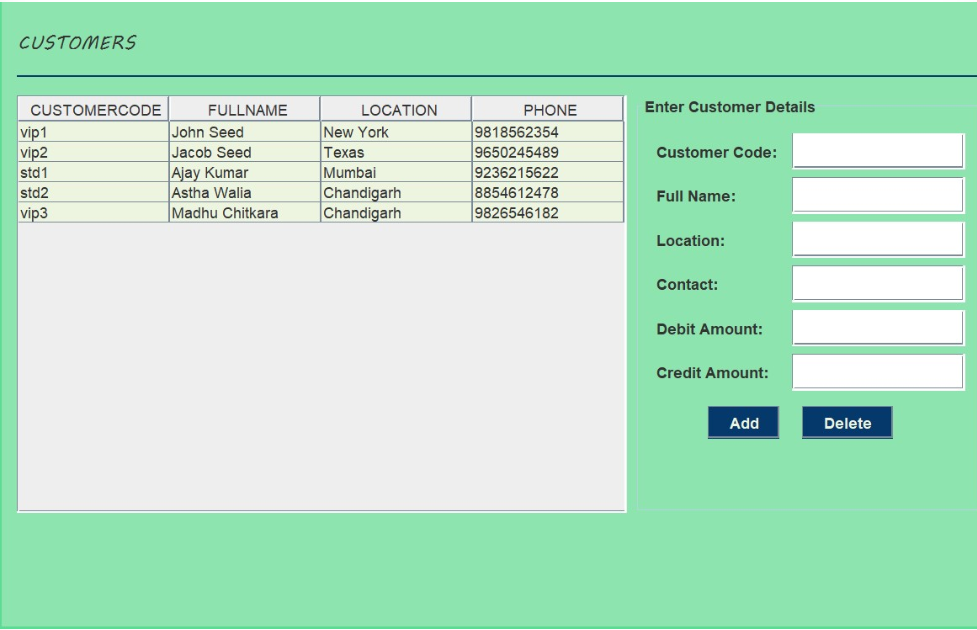 CUSTOMERS
CUSTOMERCODE FULLNAME LOCATION PHONE
vip1 John Seed New York 9818562354
vip2 Jacob Seed Texas 9650245489
std1 Ajay Kumar Mumbai 9236215622
std2 Astha Walia Chandigarh 8854612478
vip3 Madhu Chitkara Chandigarh 9826546182
Enter Customer Details
Customer Code:
Full Name:
Location:
Contact:
Debit Amount:
Credit Amount:
Add Delete